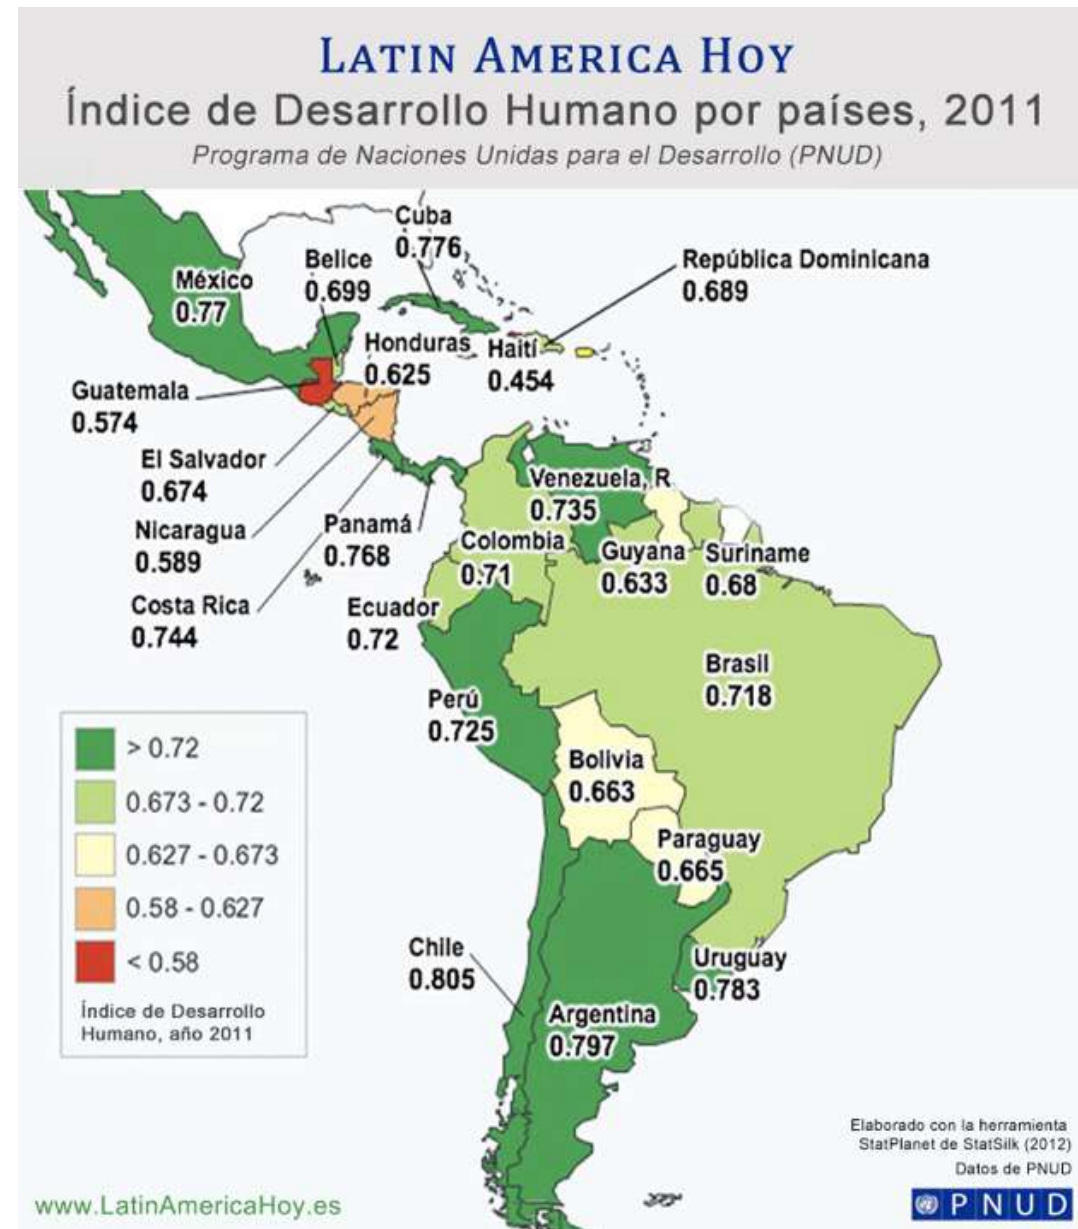 LATIN AMERICA HOY
Índice de Desarrollo Humano por países, 2011
Programa de Naciones Unidas para el Desarrollo (PNUD)
Cuba
0.776
Belice
0.699
República Dominicana
0.689
México
0.77
Honduras
0.625
Haití
0.454
Guatemala
0.574
El Salvador
0.674
Nicaragua
0.589
Costa Rica
0.744
Panamá
0.768
Venezuela, R
0.735
Colombia
0.71
Guyana
0.633
Suriname
0.68
Ecuador
0.72
Brasil
0.718
Perú
0.725
Bolivia
0.663
Paraguay
0.665
Chile
0.805
Uruguay
0.783
Argentina
0.797
> 0.72
0.673 - 0.72
0.627 - 0.673
0.58 - 0.627
< 0.58
Índice de Desarrollo
Humano, año 2011
Elaborado con la herramienta
StatPlanet de StatSilk (2012)
Datos de PNUD
www.LatinAmericaHoy.es
PNUD